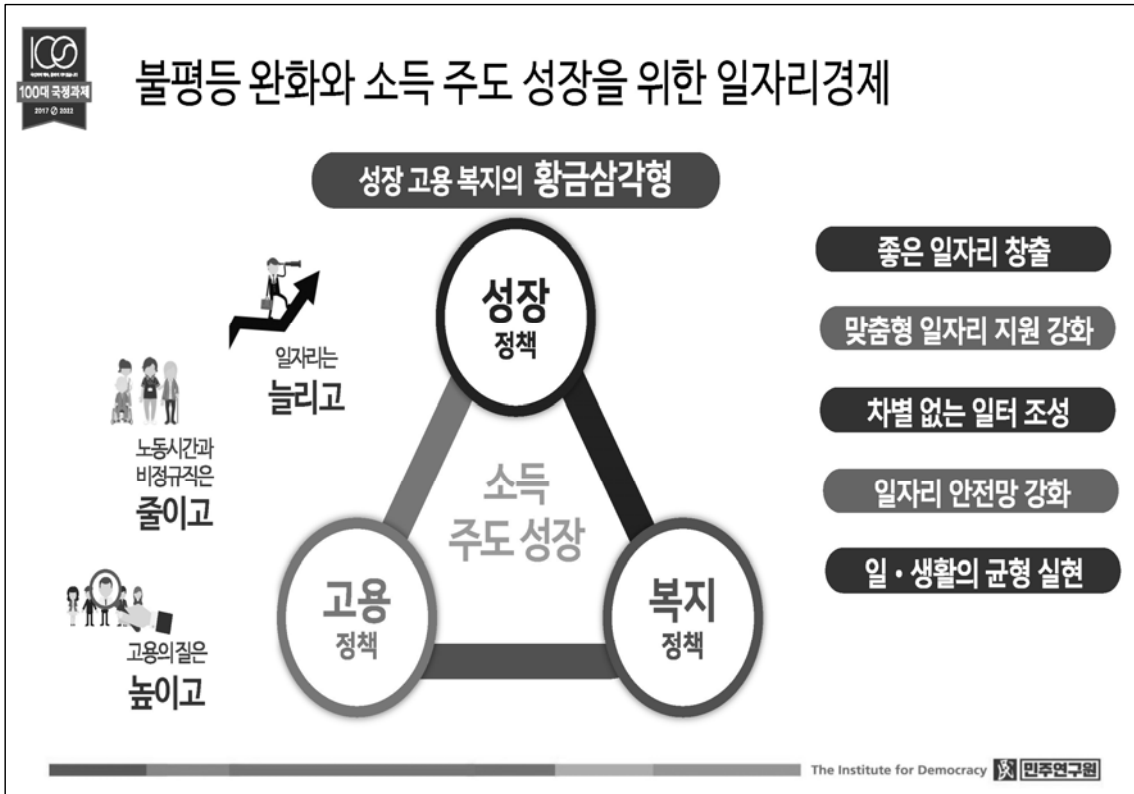 100대 국정과제
2017 2022
불평등 완화와 소득 주도 성장을 위한 일자리경제
성장 고용 복지의 황금삼각형
성장
정책
일자리는
늘리고
노동시간과
비정규직은
줄이고
고용의 질은
높이고
소득
주도 성장
고용
정책
복지
정책
좋은 일자리 창출
맞춤형 일자리 지원 강화
차별 없는 일터 조성
일자리 안전망 강화
일·생활의 균형 실현
The Institute for Democracy 민주연구원